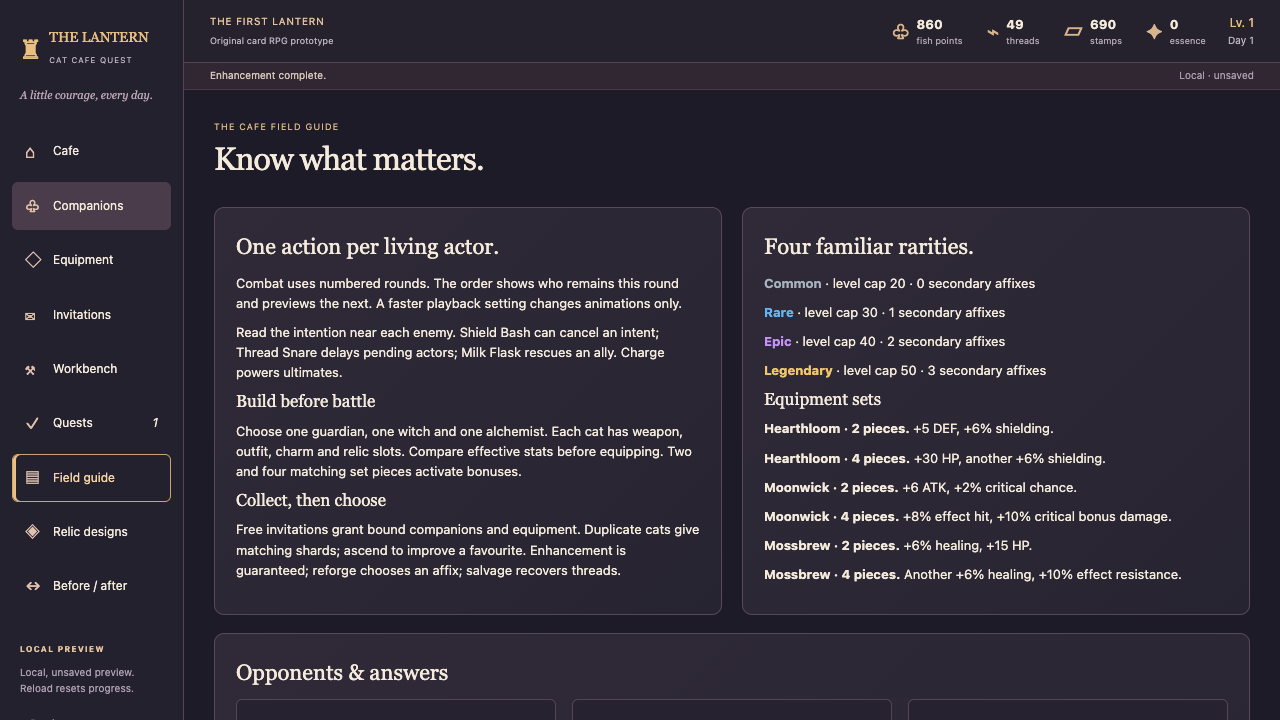 THE LANTERN
CAT CAFE QUEST
A little courage, every day.
Cafe
Companions
Equipment
Invitations
Workbench
Quests 1
Field guide
Relic designs
Before / after
LOCAL PREVIEW
Local, unsaved preview.
Reload resets progress.
THE FIRST LANTERN
Original card RPG prototype
860
fish points
49
threads
690
stamps
0
essence
Lv. 1
Day 1
Enhancement complete.
Local · unsaved
THE CAFE FIELD GUIDE
Know what matters.
One action per living actor.
Combat uses numbered rounds. The order shows who remains this round
and previews the next. A faster playback setting changes animations only.
Read the intention near each enemy. Shield Bash can cancel an intent;
Thread Snare delays pending actors; Milk Flask rescues an ally. Charge
powers ultimates.
Build before battle
Choose one guardian, one witch and one alchemist. Each cat has weapon,
outfit, charm and relic slots. Compare effective stats before equipping. Two
and four matching set pieces activate bonuses.
Collect, then choose
Free invitations grant bound companions and equipment. Duplicate cats give
matching shards; ascend to improve a favourite. Enhancement is
guaranteed; reforge chooses an affix; salvage recovers threads.
Four familiar rarities.
Common · level cap 20 · 0 secondary affixes
Rare · level cap 30 · 1 secondary affixes
Epic · level cap 40 · 2 secondary affixes
Legendary · level cap 50 · 3 secondary affixes
Equipment sets
Hearthloom · 2 pieces. +5 DEF, +6% shielding.
Hearthloom · 4 pieces. +30 HP, another +6% shielding.
Moonwick · 2 pieces. +6 ATK, +2% critical chance.
Moonwick · 4 pieces. +8% effect hit, +10% critical bonus damage.
Mossbrew · 2 pieces. +6% healing, +15 HP.
Mossbrew · 4 pieces. Another +6% healing, +10% effect resistance.
Opponents & answers